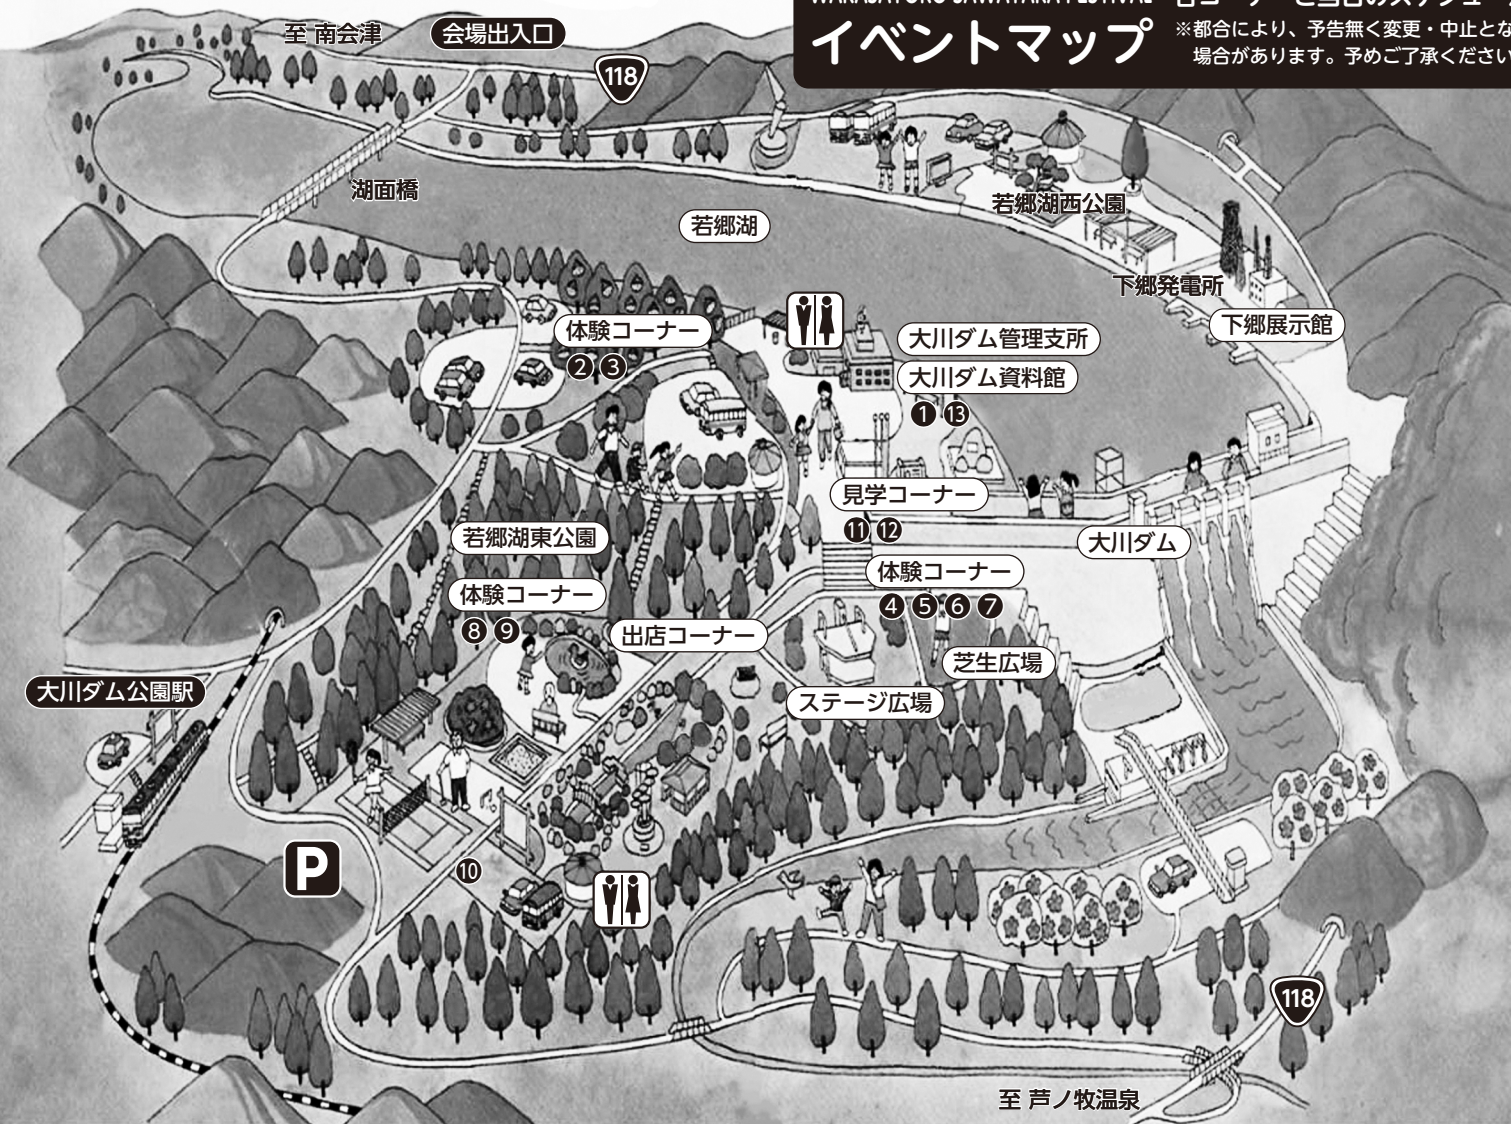 イベントマップ
※都合により、予告無く変更・中止とな
場合があります。予めご了承ください
至 南会津
会場出入口
118
湖面橋
若郷湖
若郷湖西公園
下郷発電所
下郷展示館
体験コーナー
❷❸
大川ダム管理支所
大川ダム資料館
❶⓭
見学コーナー
⓫⓬
若郷湖東公園
大川ダム
体験コーナー
❹❺❻❼
体験コーナー
❽❾
出店コーナー
芝生広場
大川ダム公園駅
ステージ広場
P
❿
118
至 芦ノ牧温泉